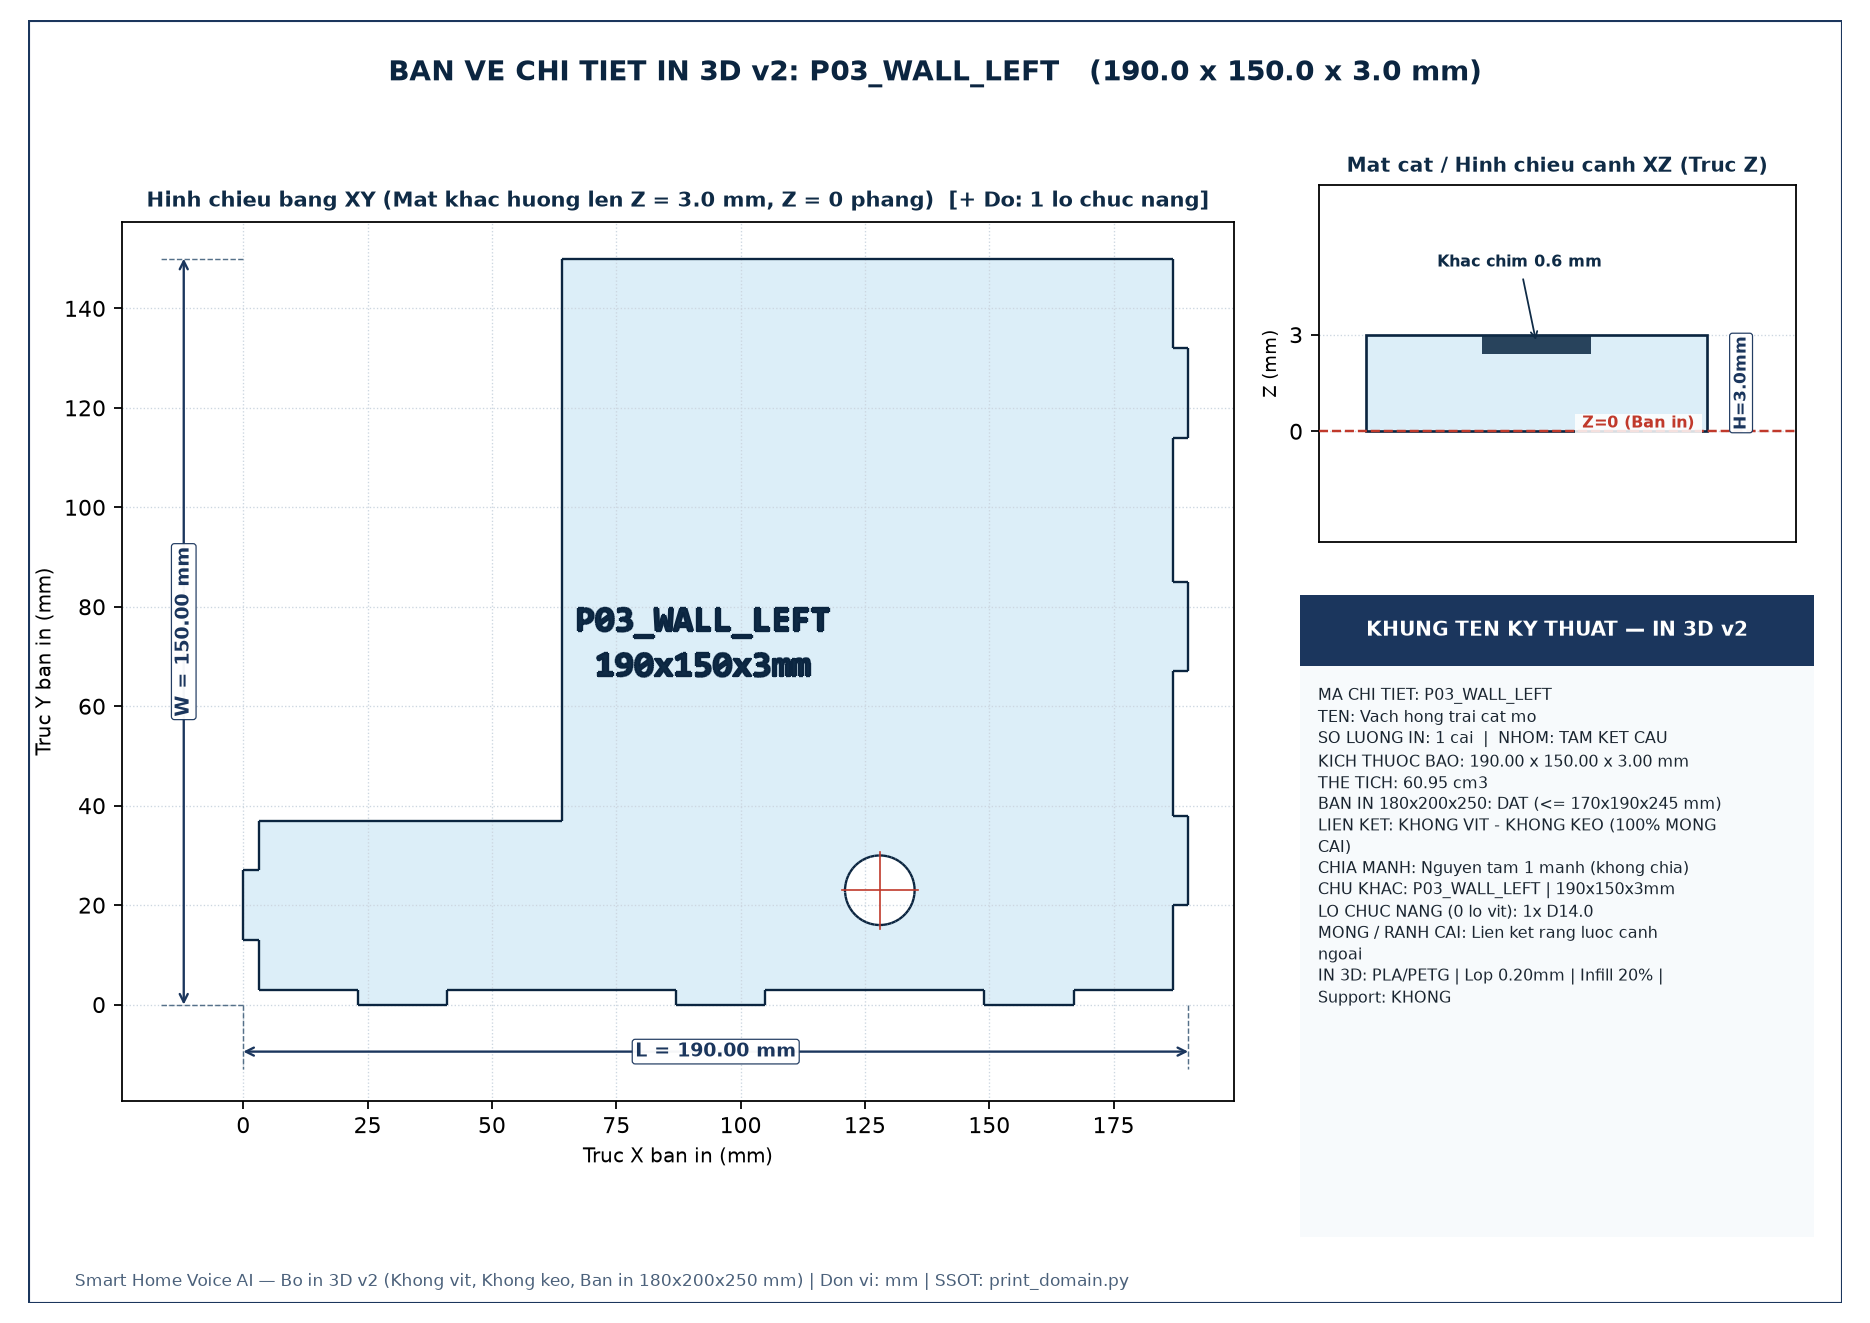 BAN VE CHI TIET IN 3D v2: P03_WALL_LEFT (190.0 x 150.0 x 3.0 mm)
Hinh chieu bang XY (Mat khac huong len Z = 3.0 mm, Z = 0 phang) [+ Do: 1 lo chuc nang]
140
120
100
80
60
40
20
0
Truc Y ban in (mm)
W = 150.00 mm
P03_WALL_LEFT
190x150x3mm
L = 190.00 mm
0 25 50 75 100 125 150 175
Truc X ban in (mm)
Mat cat / Hinh chieu canh XZ (Truc Z)
Khac chim 0.6 mm
Z (mm)
3
0
Z=0 (Ban in)
H=3.0mm
KHUNG TEN KY THUAT — IN 3D v2
MA CHI TIET: P03_WALL_LEFT
TEN: Vach hong trai cat mo
SO LUONG IN: 1 cai | NHOM: TAM KET CAU
KICH THUOC BAO: 190.00 x 150.00 x 3.00 mm
THE TICH: 60.95 cm3
BAN IN 180x200x250: DAT (<= 170x190x245 mm)
LIEN KET: KHONG VIT - KHONG KEO (100% MONG
CAI)
CHIA MANH: Nguyen tam 1 manh (khong chia)
CHU KHAC: P03_WALL_LEFT | 190x150x3mm
LO CHUC NANG (0 lo vit): 1x D14.0
MONG / RANH CAI: Lien ket rang luoc canh
ngoai
IN 3D: PLA/PETG | Lop 0.20mm | Infill 20% |
Support: KHONG
Smart Home Voice AI — Bo in 3D v2 (Khong vit, Khong keo, Ban in 180x200x250 mm) | Don vi: mm | SSOT: print_domain.py